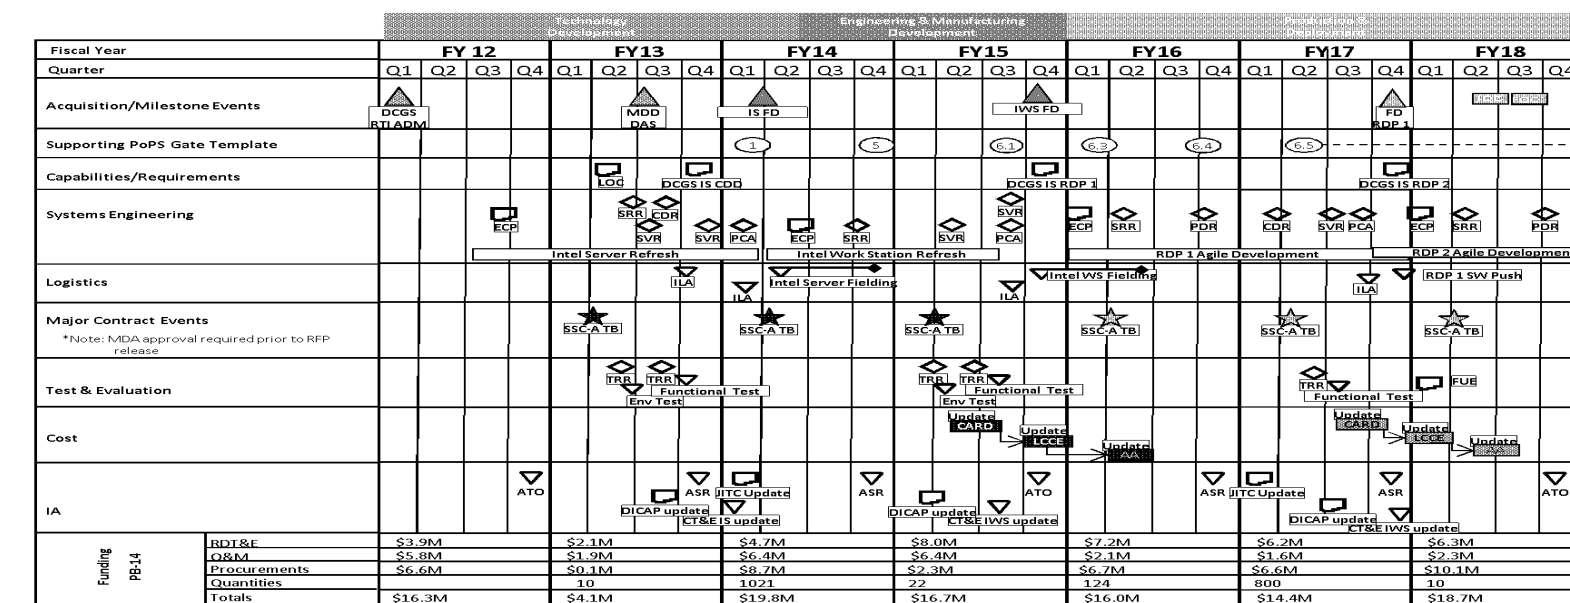 Technology Development
Engineering & Manufacturing Development
Production & Deployment
Fiscal Year FY 12 FY13 FY14 FY15 FY16 FY17 FY18
Quarter Q1 Q2 Q3 Q4 Q1 Q2 Q3 Q4 Q1 Q2 Q3 Q4 Q1 Q2 Q3 Q4 Q1 Q2 Q3 Q4 Q1 Q2 Q3 Q4 Q1 Q2 Q3 Q4
Acquisition/Milestone Events
DCGS RTI ADM
MDD DAS
IS FD
IWS FD
FD RDP 1
Supporting PoPS Gate Template 1 5 6.1 6.3 6.4 6.5
Capabilities/Requirements
LOC DCGS IS CDD DCGS IS RDP 1 DCGS IS RDP 2
Systems Engineering
SRR CDR SVR
ECP ECP SRR PDR CDR SVR PCA ECP SRR PDR
SVR SVR PCA ECP SRR SVR PCA
Intel Server Refresh Intel Work Station Refresh RDP 1 Agile Development RDP 2 Agile Developmen
Logistics
ILA ILA Intel Server Fielding ILA Intel WS Fielding ILA RDP 1 SW Push
Major Contract Events
SSC-A TB SSC-A TB SSC-A TB SSC-A TB SSC-A TB SSC-A TB
*Note: MDA approval required prior to RFP
release
Test & Evaluation
TRR TRR TRR TRR TRR FUE
Functional Test Functional Test Functional Test
Env Test Env Test
Cost
Update CARD Update LCCE Update AA
Update CARD Update LCCE Update AA
IA
ATO ASR JITC Update ASR ATO ASR JITC Update ASR ATO
DICAP update DICAP update DICAP update
CT&E IS update CT&E IWS update CT&E IWS update
Funding
PB-14
RDT&E $3.9M $2.1M $4.7M $8.0M $7.2M $6.2M $6.3M
O&M $5.8M $1.9M $6.4M $6.4M $2.1M $1.6M $2.3M
Procurements $6.6M $0.1M $8.7M $2.3M $6.7M $6.6M $10.1M
Quantities 10 1021 22 124 800 10
Totals $16.3M $4.1M $19.8M $16.7M $16.0M $14.4M $18.7M